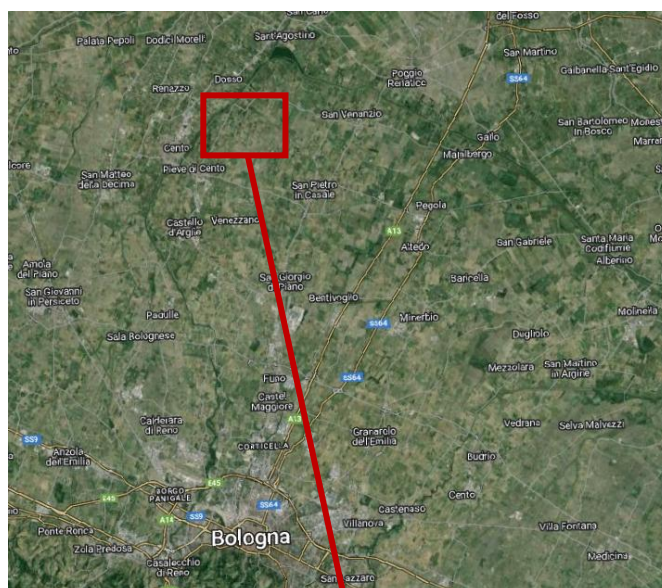 San Carlo
del Fosso
Palata Pepoli
Dodici Morelli
Sant'Agostino
San Martino
Dosso
Poggio
Renatico
SS64
Gaibanella-Sant'Egidio
Renazzo
San Venanzio
San Bartolomeo
in Bosco
Gallo
Cento
Malalbergo
Pieve di Cento
San Matteo
della Decima
San Pietro
in Casale
Pegola
Castello
d'Argile
Venezzano
A13
Altedo
San Gabriele
Santa Maria
Codifiume
Alberino
Amola
del Piano
San Giorgio
di Piano
Baricella
San Giovanni
in Persiceto
Bentivoglio
Padulle
Minerbio
Molinella
SS64
Sala Bolognese
Dugliolo
Mezzolara
San Martino
in Argine
Funo
SS64
Castel
Maggiore
A13
Calderara
di Reno
Granarolo
dell'Emilia
Vedrana
Selva Malvezzi
SS9
CORTICELLA
Anzola
dell'Emilia
Budrio
E45
E45
BORGO
PANIGALE
SS64
Cento
A14
SS9
Castenaso
Ponte Ronca
Villanova
Villa Fontana
Bologna
Zola Predosa
Medicina
Casalecchio
di Reno
San Lazzaro